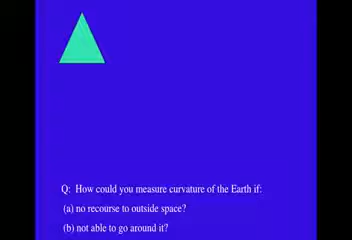 Q: How could you measure curvature of the Earth if:
(a) no recourse to outside space?
(b) not able to go around it?